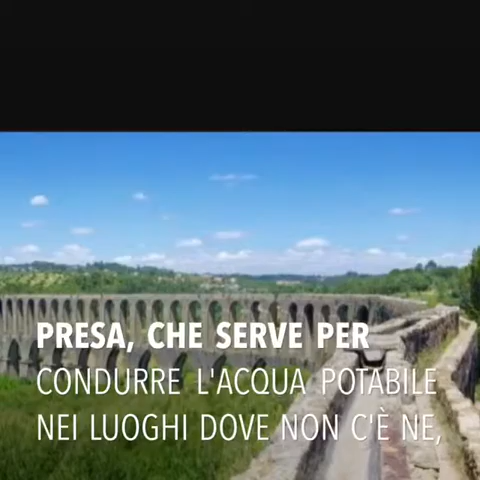 PRESA, CHE SERVE PER
CONDURRE L'ACQUA POTABILE
NEI LUOGHI DOVE NON C'È NE,